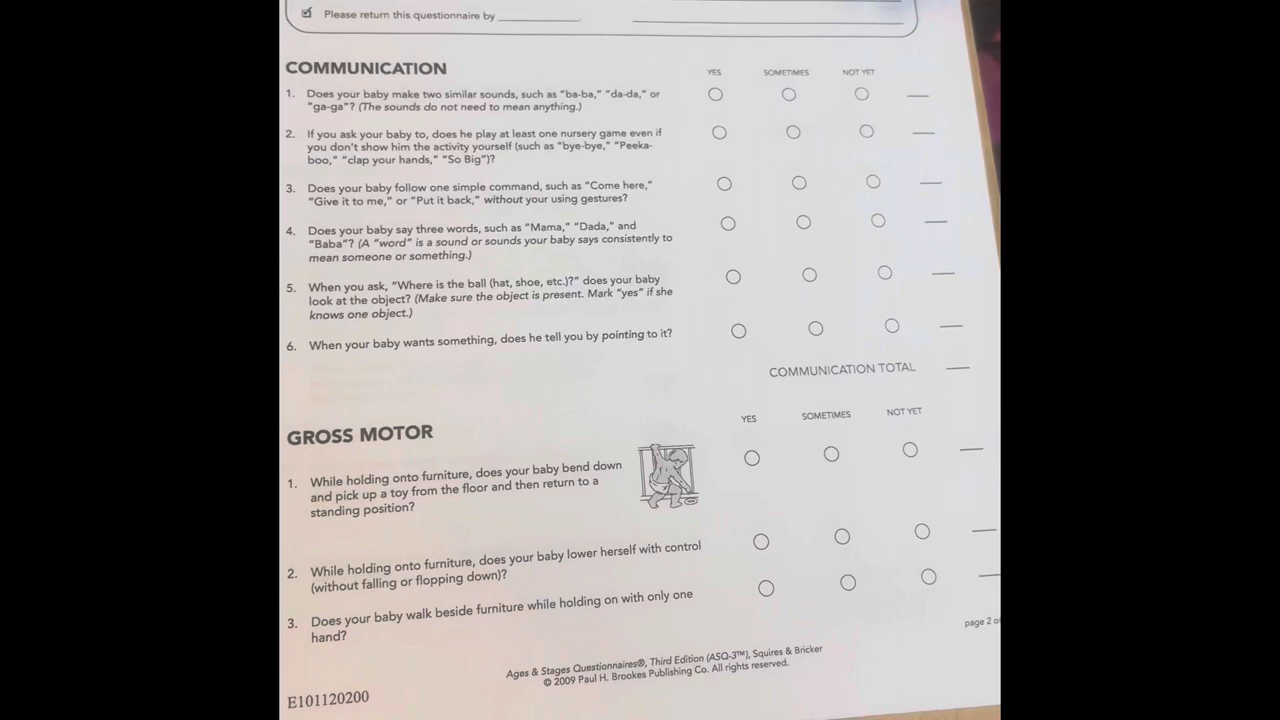 Please return this questionnaire by ___________.
COMMUNICATION
YES SOMETIMES NOT YET
1. Does your baby make two similar sounds, such as "ba-ba," "da-da," or
"ga-ga"? (The sounds do not need to mean anything.)
2. If you ask your baby to, does he play at least one nursery game even if
you don't show him the activity yourself (such as "bye-bye," "Peeka-
boo," "clap your hands," "So Big")?
3. Does your baby follow one simple command, such as "Come here,"
"Give it to me," or "Put it back," without your using gestures?
4. Does your baby say three words, such as "Mama," "Dada," and
"Baba"? (A "word" is a sound or sounds your baby says consistently to
mean someone or something.)
5. When you ask, "Where is the ball (hat, shoe, etc.)?" does your baby
look at the object? (Make sure the object is present. Mark "yes" if she
knows one object.)
6. When your baby wants something, does he tell you by pointing to it?
COMMUNICATION TOTAL
GROSS MOTOR
YES SOMETIMES NOT YET
1. While holding onto furniture, does your baby bend down
and pick up a toy from the floor and then return to a
standing position?
2. While holding onto furniture, does your baby lower herself with control
(without falling or flopping down)?
3. Does your baby walk beside furniture while holding on with only one
hand?
page 2 o
Ages & Stages Questionnaires®, Third Edition (ASQ-3™), Squires & Bricker
© 2009 Paul H. Brookes Publishing Co. All rights reserved.
E101120200